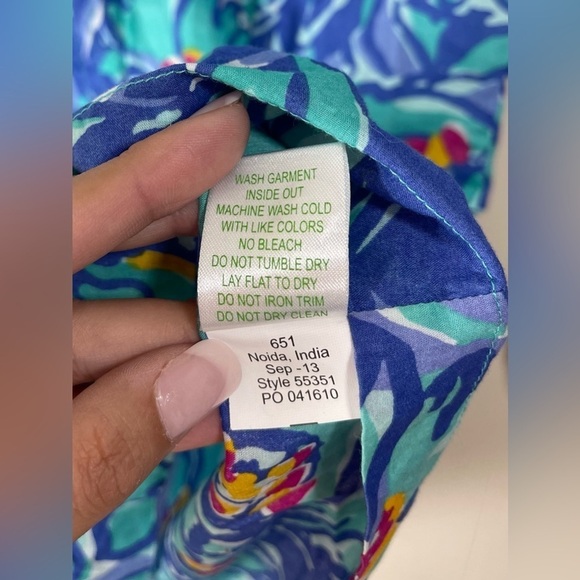 WASH GARMENT
INSIDE OUT
MACHINE WASH COLD
WITH LIKE COLORS
NO BLEACH
DO NOT TUMBLE DRY
LAY FLAT TO DRY
DO NOT IRON TRIM
DO NOT DRY CLEAN
651
Noida, India
Sep -13
Style 55351
PO 041610